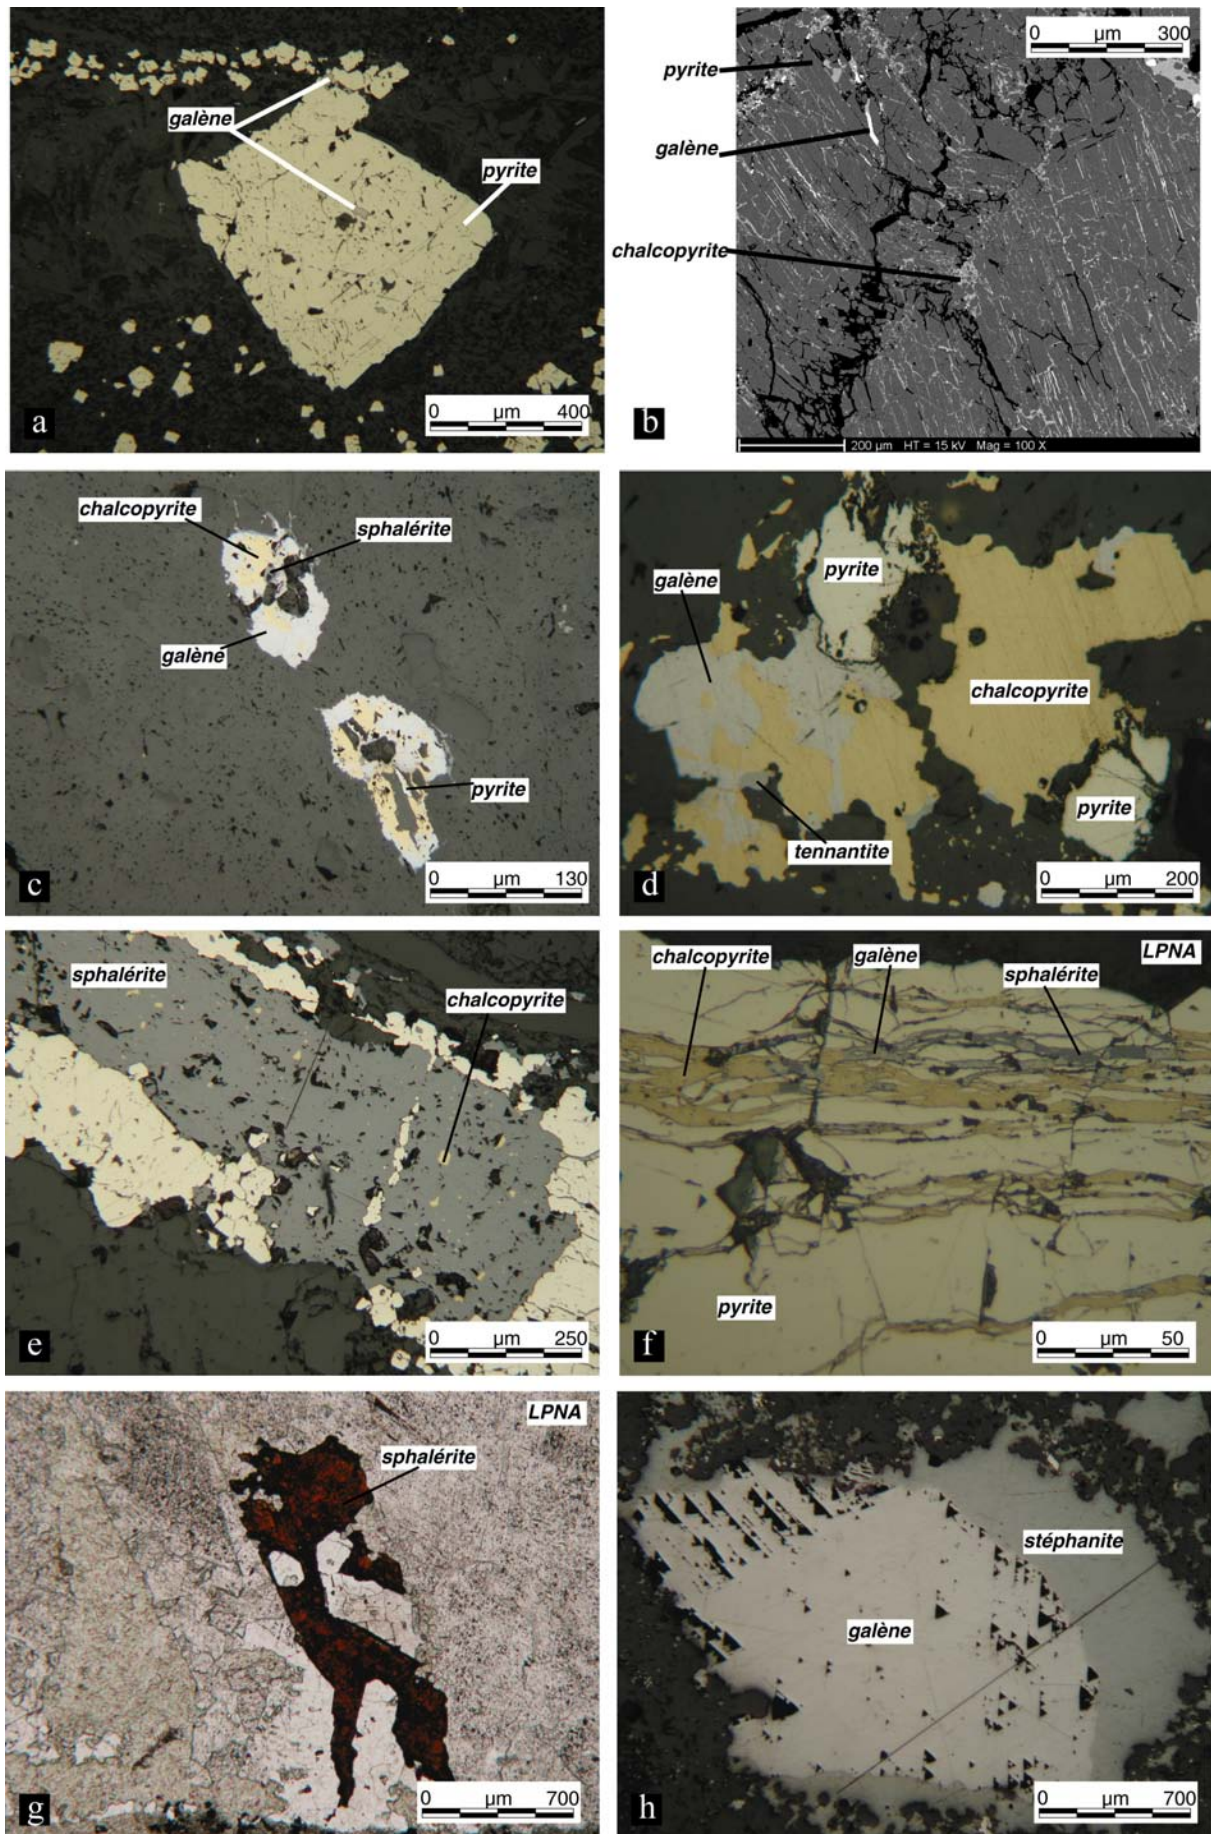 galène
pyrite
0 µm 400
a
0 µm 300
pyrite
galène
chalcopyrite
200 µm HT = 15 kV Mag = 100 X
b
chalcopyrite
sphalérite
galène
pyrite
0 µm 130
c
galène
pyrite
chalcopyrite
pyrite
tennantite
0 µm 200
d
sphalérite
chalcopyrite
0 µm 250
e
LPNA
chalcopyrite
galène
sphalérite
pyrite
0 µm 50
f
LPNA
sphalérite
0 µm 700
g
stéphanite
galène
0 µm 700
h